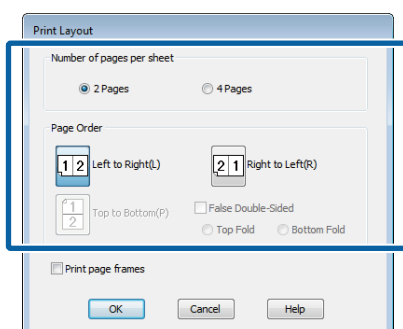 Print Layout
Number of pages per sheet
2 Pages 4 Pages
Page Order
1 2 Left to Right(L) 2 1 Right to Left(R)
1
2 Top to Bottom(P) False Double-Sided
Top Fold Bottom Fold
Print page frames
OK Cancel Help